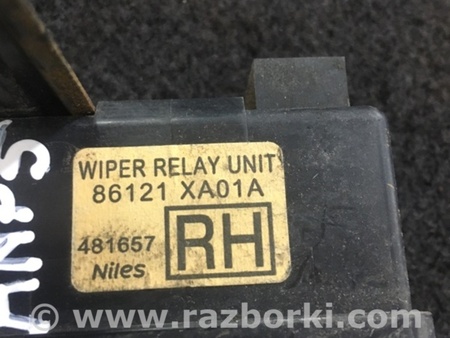 WIPER RELAY UNIT
86121 XA01A
481657
RH
Niles
© www.razborki.com